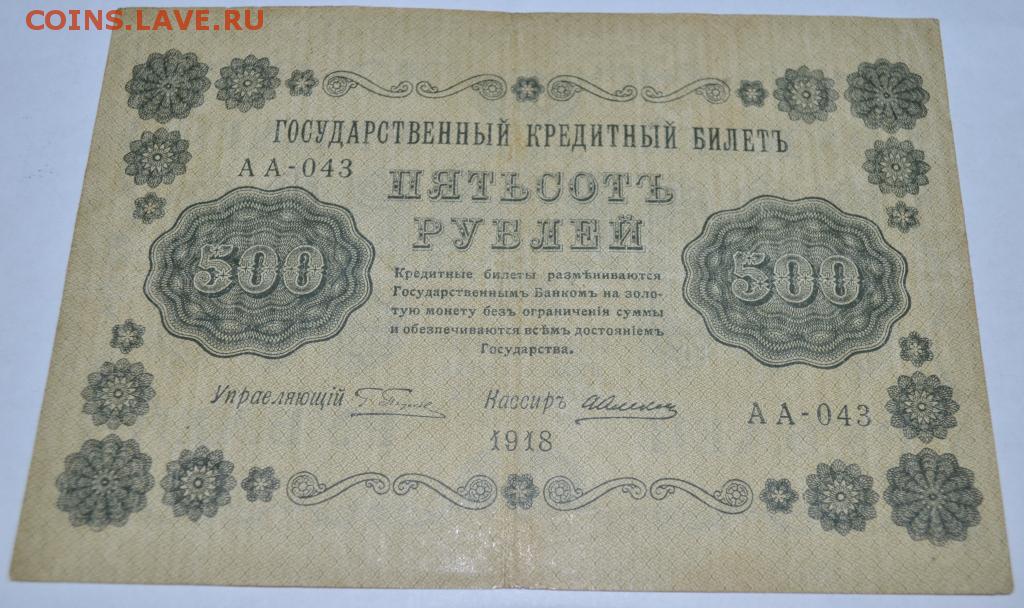 COINS.LAVE.RU
ГОСУДАРСТВЕННЫЙ КРЕДИТНЫЙ БИЛЕТЪ
АА-043
ПЯТЬСОТЪ
РУБЛЕЙ
500
500
Кредитные билеты размѣниваются
Государственнымъ Банкомъ на золо-
тую монету безъ ограниченія суммы
и обезпечиваются всѣмъ достояніемъ
Государства.
Управляющій
Кассиръ
АА-043
1918